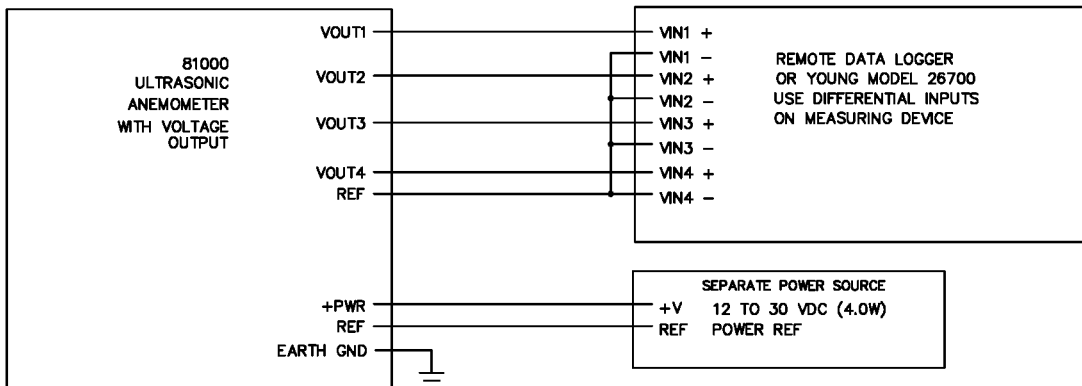 81000
ULTRASONIC
ANEMOMETER
WITH VOLTAGE
OUTPUT
VOUT1
VOUT2
VOUT3
VOUT4
REF
+PWR
REF
EARTH GND
VIN1 +
VIN1 −
VIN2 +
VIN2 −
VIN3 +
VIN3 −
VIN4 +
VIN4 −
REMOTE DATA LOGGER
OR YOUNG MODEL 26700
USE DIFFERENTIAL INPUTS
ON MEASURING DEVICE
SEPARATE POWER SOURCE
+V 12 TO 30 VDC (4.0W)
REF POWER REF